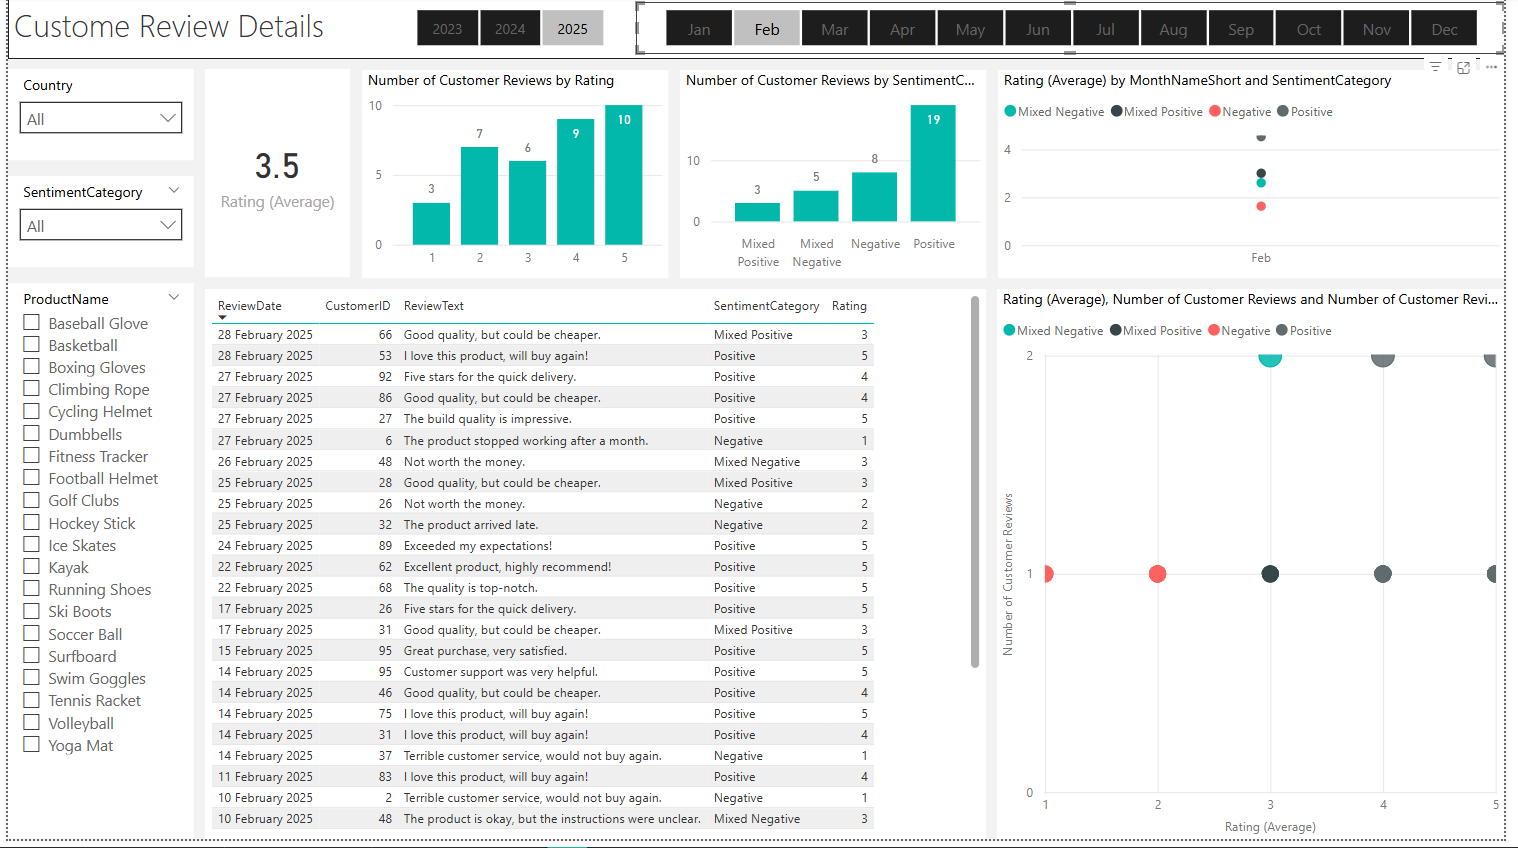 Custome Review Details
2023 2024 2025
Jan Feb Mar Apr May Jun Jul Aug Sep Oct Nov Dec
Country
All
SentimentCategory
All
ProductName
Baseball Glove
Basketball
Boxing Gloves
Climbing Rope
Cycling Helmet
Dumbbells
Fitness Tracker
Football Helmet
Golf Clubs
Hockey Stick
Ice Skates
Kayak
Running Shoes
Ski Boots
Soccer Ball
Surfboard
Swim Goggles
Tennis Racket
Volleyball
Yoga Mat
3.5
Rating (Average)
Number of Customer Reviews by Rating
10
5
0
3 7 6 9 10
1 2 3 4 5
Number of Customer Reviews by SentimentC...
10
0
3 5 8 19
Mixed Positive Mixed Negative Negative Positive
Rating (Average) by MonthNameShort and SentimentCategory
Mixed Negative Mixed Positive Negative Positive
4
2
0
Feb
ReviewDate CustomerID ReviewText SentimentCategory Rating
28 February 2025 66 Good quality, but could be cheaper. Mixed Positive 3
28 February 2025 53 I love this product, will buy again! Positive 5
27 February 2025 92 Five stars for the quick delivery. Positive 4
27 February 2025 86 Good quality, but could be cheaper. Positive 4
27 February 2025 27 The build quality is impressive. Positive 5
27 February 2025 6 The product stopped working after a month. Negative 1
26 February 2025 48 Not worth the money. Mixed Negative 3
25 February 2025 28 Good quality, but could be cheaper. Mixed Positive 3
25 February 2025 26 Not worth the money. Negative 2
25 February 2025 32 The product arrived late. Negative 2
24 February 2025 89 Exceeded my expectations! Positive 5
22 February 2025 62 Excellent product, highly recommend! Positive 5
22 February 2025 68 The quality is top-notch. Positive 5
17 February 2025 26 Five stars for the quick delivery. Positive 5
17 February 2025 31 Good quality, but could be cheaper. Mixed Positive 3
15 February 2025 95 Great purchase, very satisfied. Positive 5
14 February 2025 95 Customer support was very helpful. Positive 5
14 February 2025 46 Good quality, but could be cheaper. Positive 4
14 February 2025 75 I love this product, will buy again! Positive 5
14 February 2025 31 I love this product, will buy again! Positive 4
14 February 2025 37 Terrible customer service, would not buy again. Negative 1
11 February 2025 83 I love this product, will buy again! Positive 4
10 February 2025 2 Terrible customer service, would not buy again. Negative 1
10 February 2025 48 The product is okay, but the instructions were unclear. Mixed Negative 3
Rating (Average), Number of Customer Reviews and Number of Customer Revi...
Mixed Negative Mixed Positive Negative Positive
Number of Customer Reviews
2
1
0
1 2 3 4 5
Rating (Average)